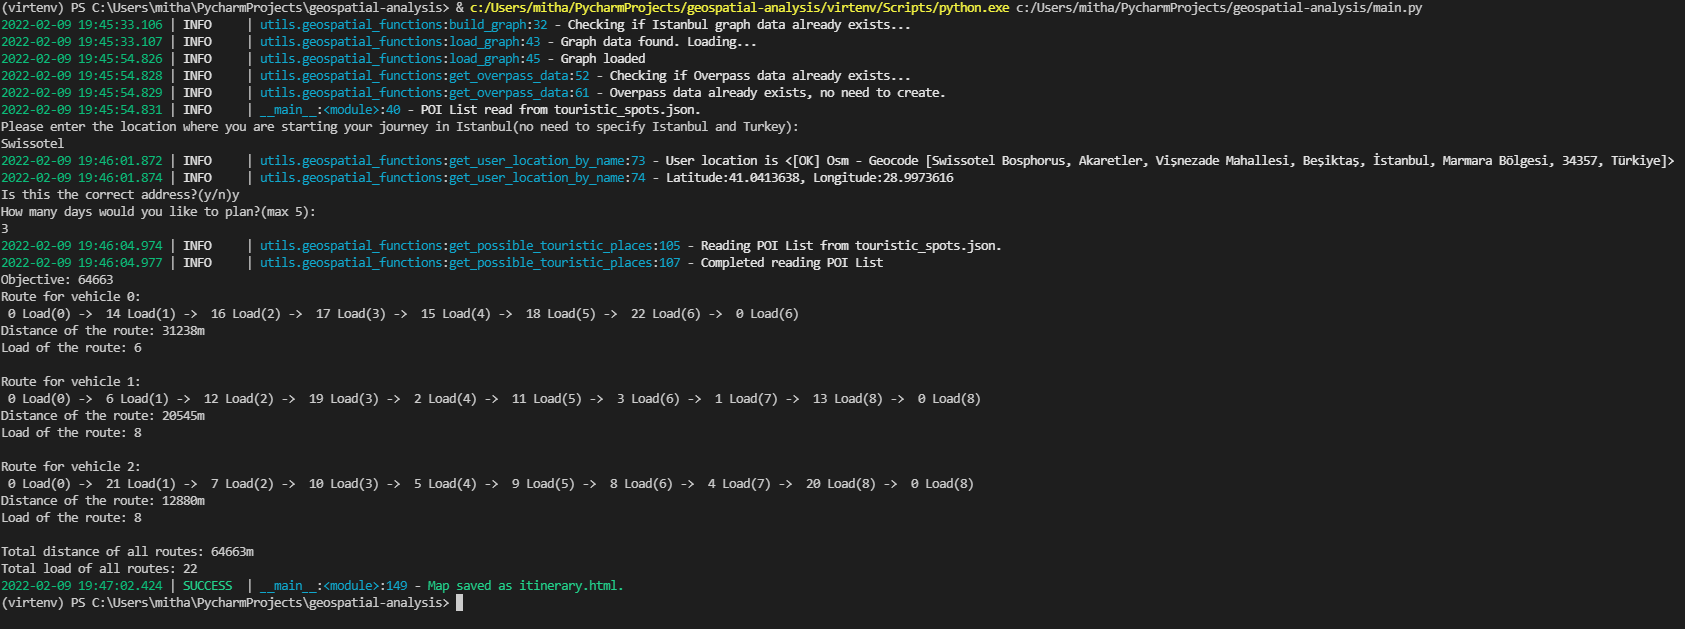 (virtenv) PS C:\Users\mitha\PycharmProjects\geospatial-analysis> & c:/Users/mitha/PycharmProjects/geospatial-analysis/virtenv/Scripts/python.exe c:/Users/mitha/PycharmProjects/geospatial-analysis/main.py
2022-02-09 19:45:33.106 | INFO     | utils.geospatial_functions:build_graph:32 - Checking if Istanbul graph data already exists...
2022-02-09 19:45:33.107 | INFO     | utils.geospatial_functions:load_graph:43 - Graph data found. Loading...
2022-02-09 19:45:54.826 | INFO     | utils.geospatial_functions:load_graph:45 - Graph loaded
2022-02-09 19:45:54.828 | INFO     | utils.geospatial_functions:get_overpass_data:52 - Checking if Overpass data already exists...
2022-02-09 19:45:54.829 | INFO     | utils.geospatial_functions:get_overpass_data:61 - Overpass data already exists, no need to create.
2022-02-09 19:45:54.831 | INFO     | __main__:<module>:40 - POI List read from touristic_spots.json.
Please enter the location where you are starting your journey in Istanbul(no need to specify Istanbul and Turkey):
Swissotel
2022-02-09 19:46:01.872 | INFO     | utils.geospatial_functions:get_user_location_by_name:73 - User location is <[OK] Osm - Geocode [Swissotel Bosphorus, Akaretler, Vişnezade Mahallesi, Beşiktaş, İstanbul, Marmara Bölgesi, 34357, Türkiye]>
2022-02-09 19:46:01.874 | INFO     | utils.geospatial_functions:get_user_location_by_name:74 - Latitude:41.0413638, Longitude:28.9973616
Is this the correct address?(y/n)y
How many days would you like to plan?(max 5):
3
2022-02-09 19:46:04.974 | INFO     | utils.geospatial_functions:get_possible_touristic_places:105 - Reading POI List from touristic_spots.json.
2022-02-09 19:46:04.977 | INFO     | utils.geospatial_functions:get_possible_touristic_places:107 - Completed reading POI List
Objective: 64663
Route for vehicle 0:
 0 Load(0) ->  14 Load(1) ->  16 Load(2) ->  17 Load(3) ->  15 Load(4) ->  18 Load(5) ->  22 Load(6) ->  0 Load(6)
Distance of the route: 31238m
Load of the route: 6

Route for vehicle 1:
 0 Load(0) ->  6 Load(1) ->  12 Load(2) ->  19 Load(3) ->  2 Load(4) ->  11 Load(5) ->  3 Load(6) ->  1 Load(7) ->  13 Load(8) ->  0 Load(8)
Distance of the route: 20545m
Load of the route: 8

Route for vehicle 2:
 0 Load(0) ->  21 Load(1) ->  7 Load(2) ->  10 Load(3) ->  5 Load(4) ->  9 Load(5) ->  8 Load(6) ->  4 Load(7) ->  20 Load(8) ->  0 Load(8)
Distance of the route: 12880m
Load of the route: 8

Total distance of all routes: 64663m
Total load of all routes: 22
2022-02-09 19:47:02.424 | SUCCESS  | __main__:<module>:149 - Map saved as itinerary.html.
(virtenv) PS C:\Users\mitha\PycharmProjects\geospatial-analysis>